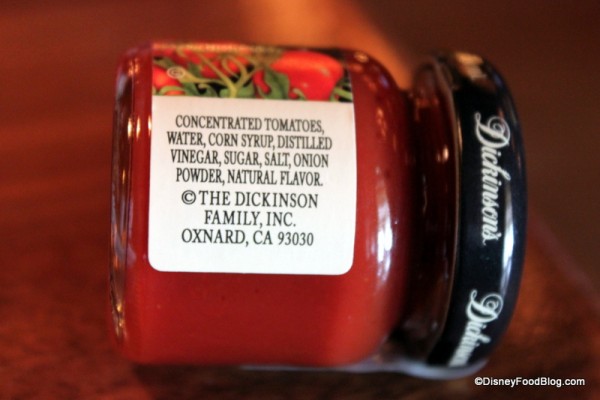 CONCENTRATED TOMATOES,
WATER, CORN SYRUP, DISTILLED
VINEGAR, SUGAR, SALT, ONION
POWDER, NATURAL FLAVOR.
© THE DICKINSON
FAMILY, INC.
OXNARD, CA 93030
Dickinson's
Dickinson's
©DisneyFoodBlog.com